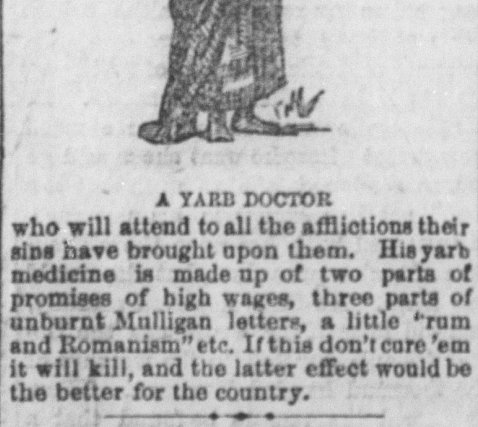 A YARB DOCTOR
who will attend to all the afflictions their
sins have brought upon them. His yarb
medicine is made up of two parts of
promises of high wages, three parts of
unburnt Mulligan letters, a little "rum
and Romanism" etc. If this don't cure 'em
it will kill, and the latter effect would be
the better for the country.